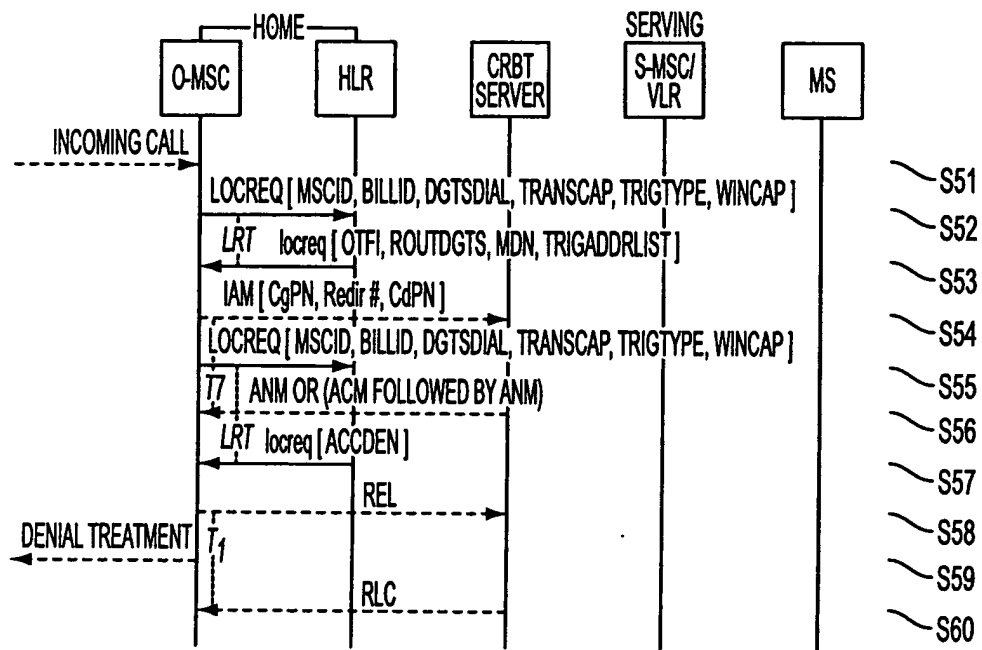 HOME
SERVING
O-MSC
HLR
CRBT
SERVER
S-MSC/
VLR
MS
INCOMING CALL
S51
LOCREQ [ MSCID, BILLID, DGTSDIAL, TRANSCAP, TRIGTYPE, WINCAP ]
S52
LRT locreq [ OTFI, ROUTDGTS, MDN, TRIGADDRLIST ]
S53
IAM [ CgPN, Redir #, CdPN ]
S54
LOCREQ [ MSCID, BILLID, DGTSDIAL, TRANSCAP, TRIGTYPE, WINCAP ]
S55
T7 ANM OR (ACM FOLLOWED BY ANM)
S56
LRT locreq [ ACCDEN ]
S57
REL
S58
DENIAL TREATMENT T1
S59
RLC
S60